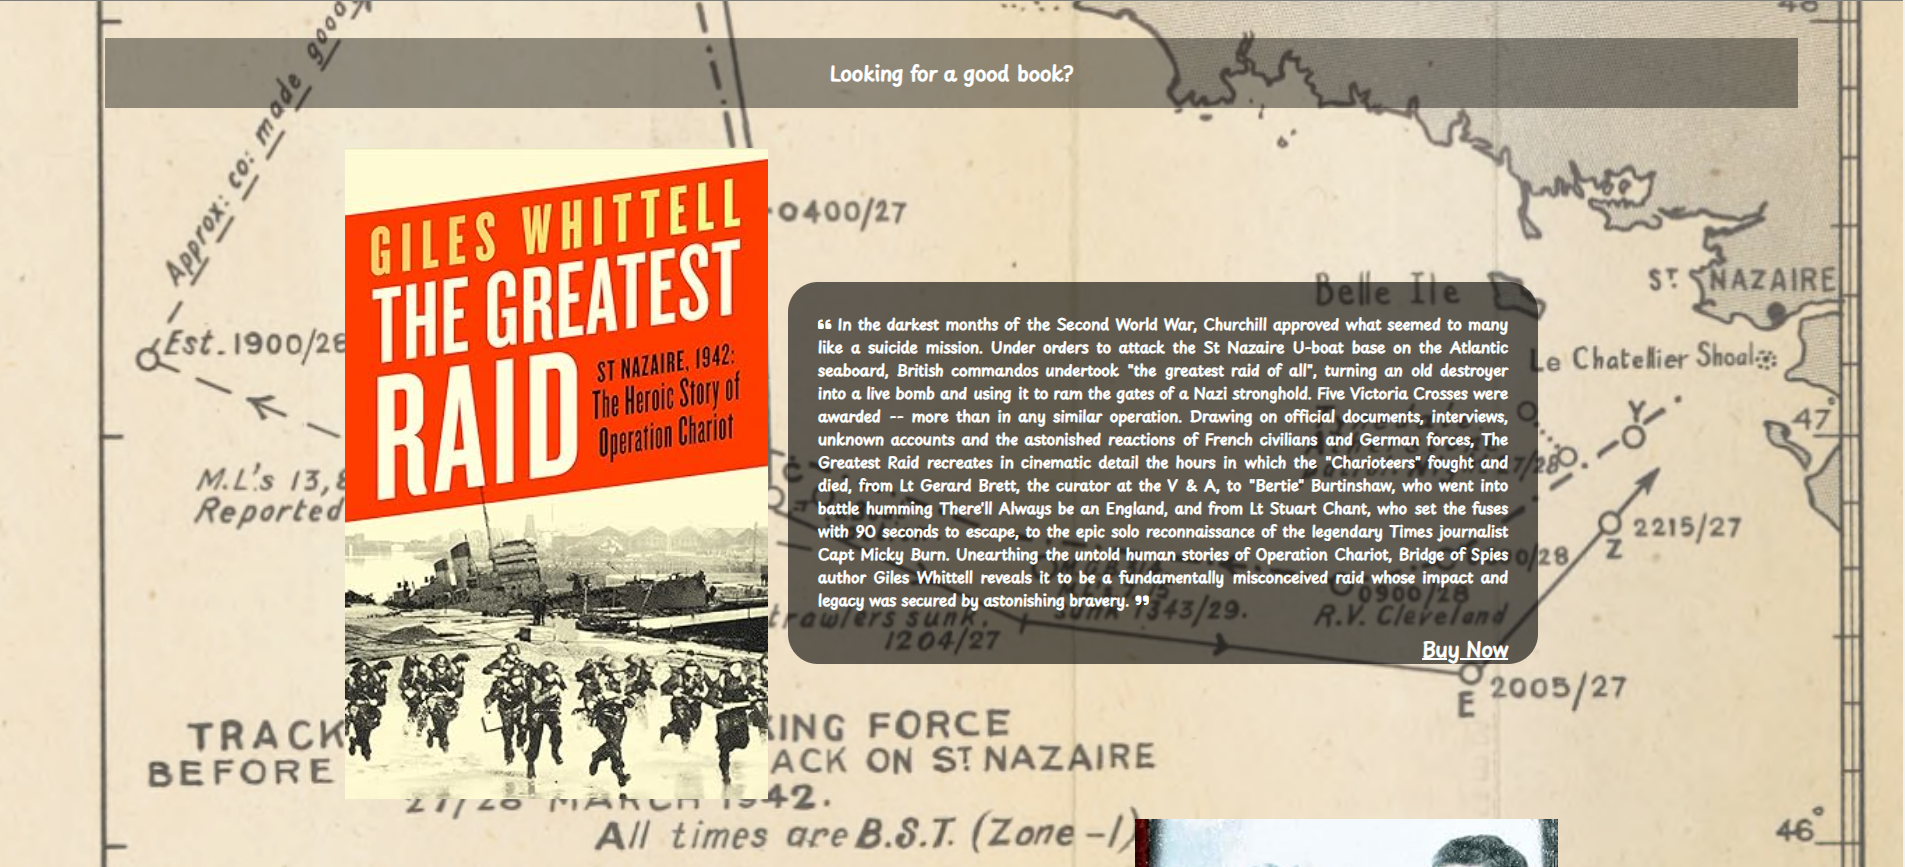 Approx: co: made good
Looking for a good book?
GILES WHITTELL
THE GREATEST
RAID
ST NAZAIRE, 1942:
The Heroic Story of
Operation Chariot
0400/27
Belle Ile
ST NAZAIRE
Est. 1900/26
Le Chatellier Shoal
47°
Y
❝ In the darkest months of the Second World War, Churchill approved what seemed to many
like a suicide mission. Under orders to attack the St Nazaire U-boat base on the Atlantic
seaboard, British commandos undertook "the greatest raid of all", turning an old destroyer
into a live bomb and using it to ram the gates of a Nazi stronghold. Five Victoria Crosses were
awarded -- more than in any similar operation. Drawing on official documents, interviews,
unknown accounts and the astonished reactions of French civilians and German forces, The
Greatest Raid recreates in cinematic detail the hours in which the "Charioteers" fought and
died, from Lt Gerard Brett, the curator at the V & A, to "Bertie" Burtinshaw, who went into
battle humming There'll Always be an England, and from Lt Stuart Chant, who set the fuses
with 90 seconds to escape, to the epic solo reconnaissance of the legendary Times journalist
Capt Micky Burn. Unearthing the untold human stories of Operation Chariot, Bridge of Spies
author Giles Whittell reveals it to be a fundamentally misconceived raid whose impact and
legacy was secured by astonishing bravery. ❞
Buy Now
M.L's 13, 8
Reported
2215/27
Z
0900/28
R.V. Cleveland
trawlers sunk.
1204/27
2005/27
E
TRACK
KING FORCE
BEFORE
ACK ON ST NAZAIRE
27/28 MARCH 1942.
All times are B.S.T. (Zone -1)
46°